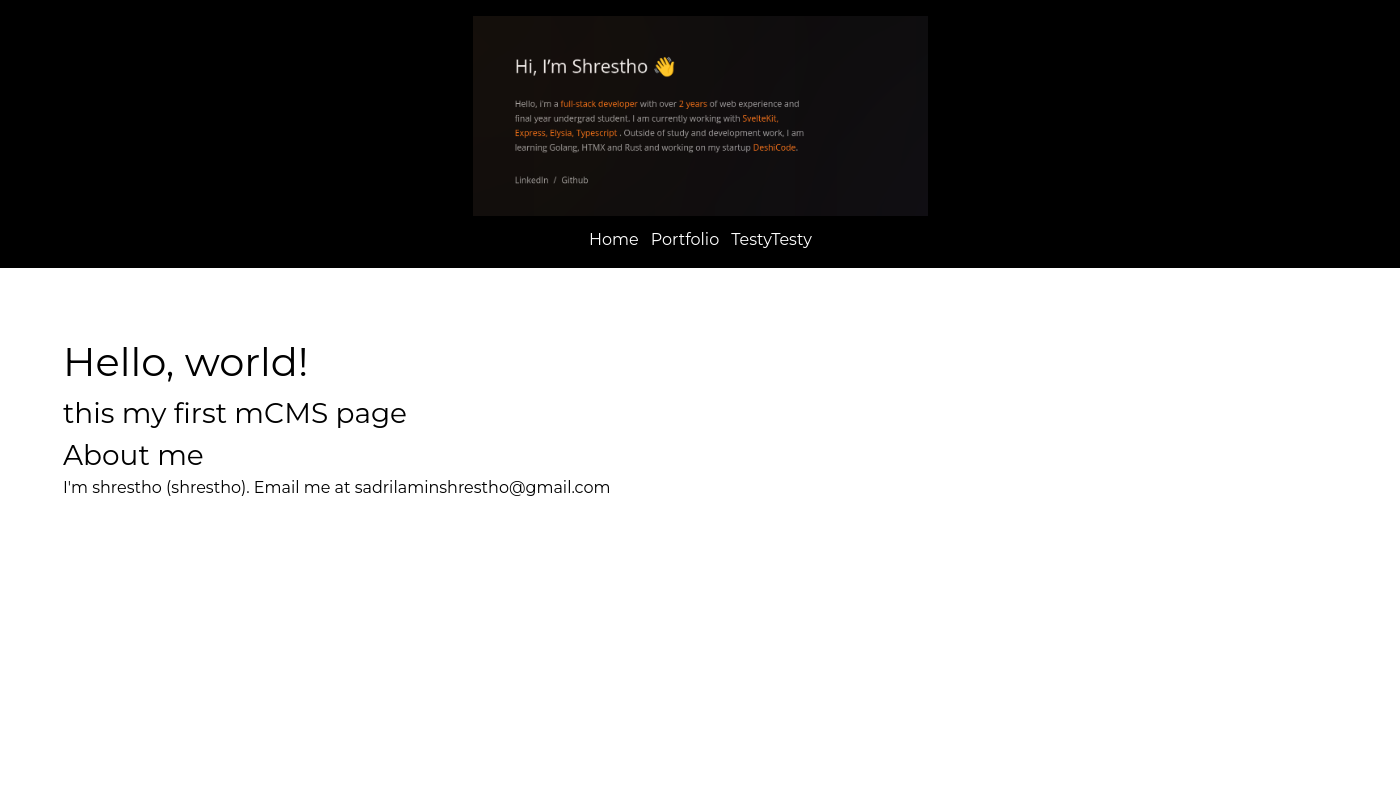 Hi, I’m Shrestho 👋
Hello, i'm a full-stack developer with over 2 years of web experience and
final year undergrad student. I am currently working with SvelteKit,
Express, Elysia, Typescript . Outside of study and development work, I am
learning Golang, HTMX and Rust and working on my startup DeshiCode.
LinkedIn / Github
Home Portfolio TestyTesty
Hello, world!
this my first mCMS page
About me
I'm shrestho (shrestho). Email me at sadrilaminshrestho@gmail.com